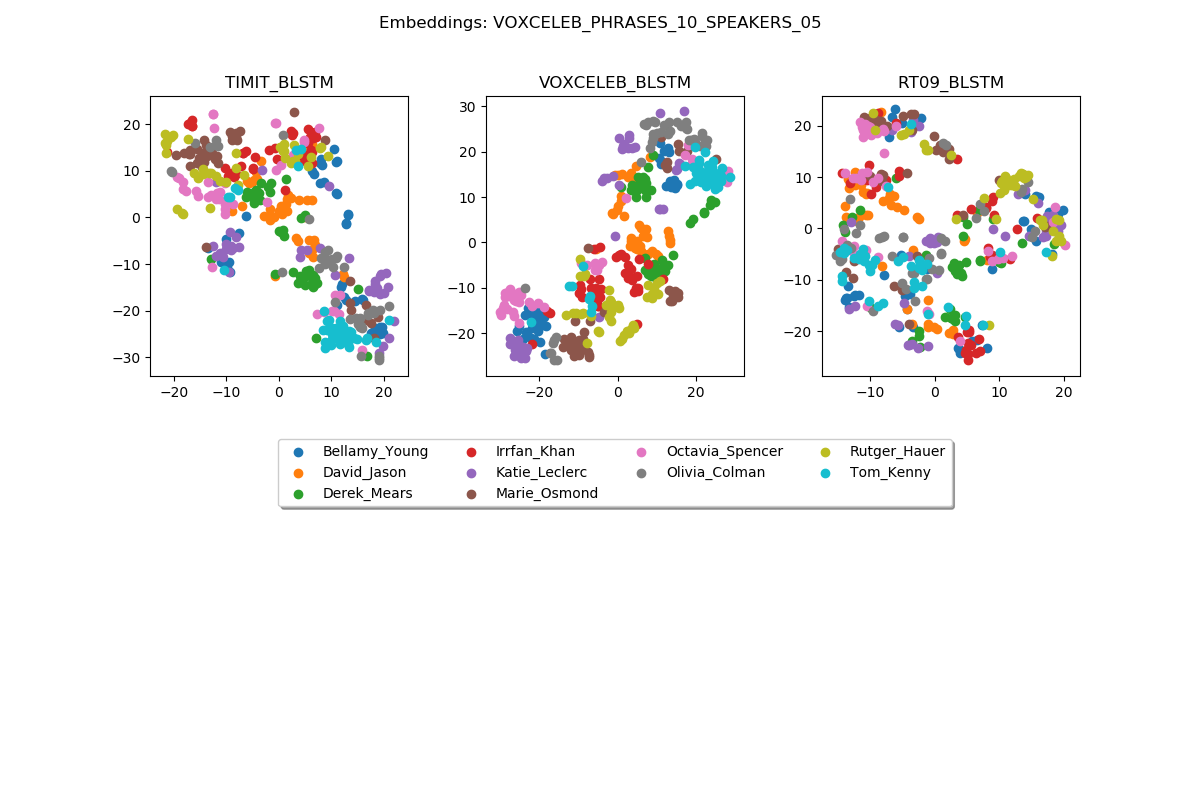 Embeddings: VOXCELEB_PHRASES_10_SPEAKERS_05
TIMIT_BLSTM
VOXCELEB_BLSTM
RT09_BLSTM
20
10
0
−10
−20
−30
−20 −10 0 10 20
30
20
10
0
−10
−20
−20 0 20
20
10
0
−10
−20
−10 0 10 20
Bellamy_Young Irrfan_Khan Octavia_Spencer Rutger_Hauer
David_Jason Katie_Leclerc Olivia_Colman Tom_Kenny
Derek_Mears Marie_Osmond